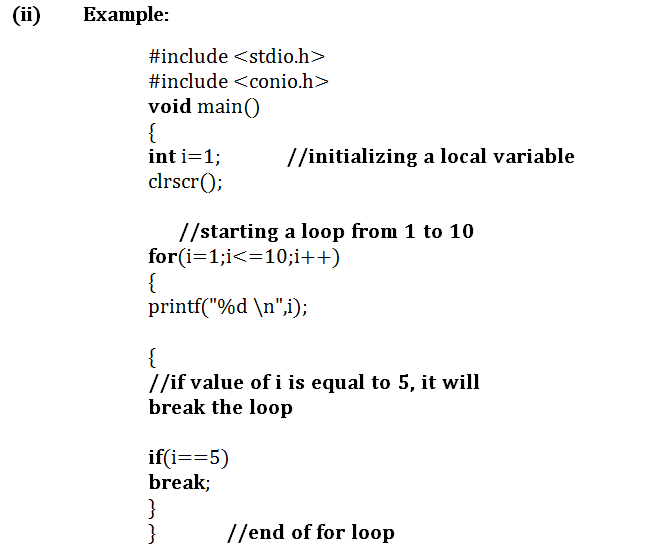 (ii) Example:
#include <stdio.h>
#include <conio.h>
void main()
{
int i=1; //initializing a local variable
clrscr();
//starting a loop from 1 to 10
for(i=1;i<=10;i++)
{
printf("%d \n",i);
{
//if value of i is equal to 5, it will
break the loop
if(i==5)
break;
}
} //end of for loop